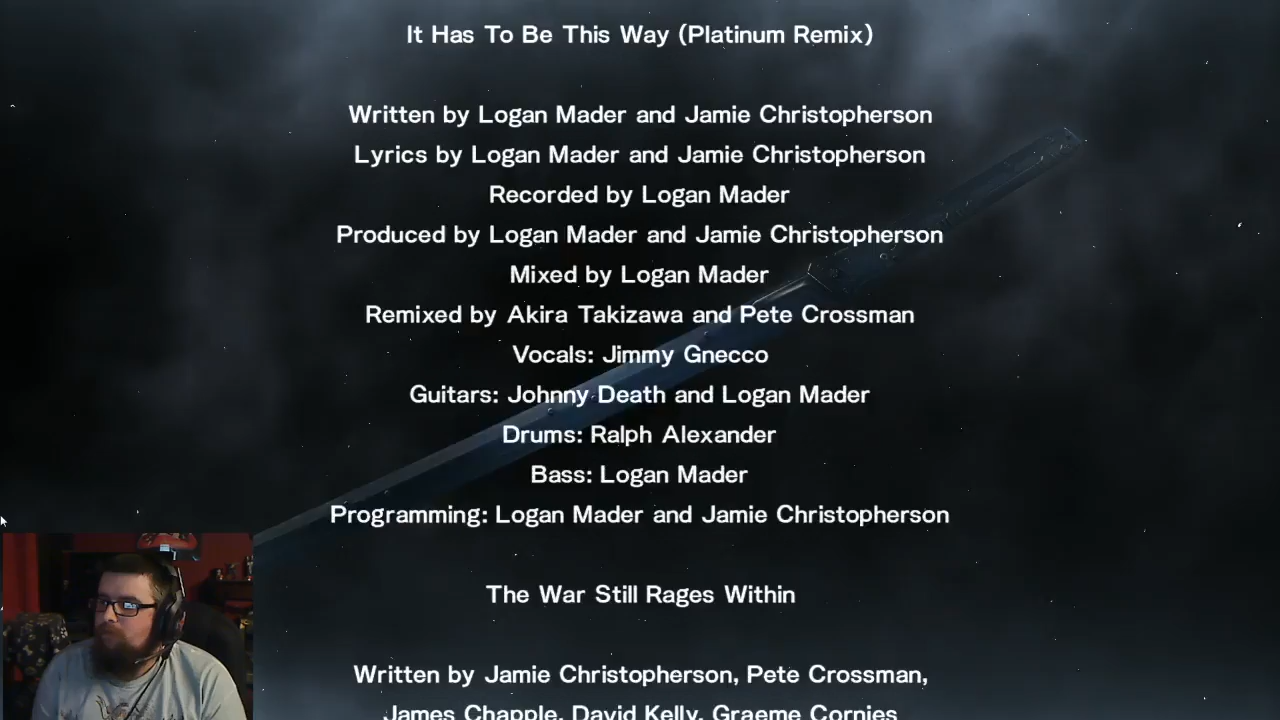 It Has To Be This Way (Platinum Remix)
Written by Logan Mader and Jamie Christopherson
Lyrics by Logan Mader and Jamie Christopherson
Recorded by Logan Mader
Produced by Logan Mader and Jamie Christopherson
Mixed by Logan Mader
Remixed by Akira Takizawa and Pete Crossman
Vocals: Jimmy Gnecco
Guitars: Johnny Death and Logan Mader
Drums: Ralph Alexander
Bass: Logan Mader
Programming: Logan Mader and Jamie Christopherson
The War Still Rages Within
Written by Jamie Christopherson, Pete Crossman,
James Chapple, David Kelly, Graeme Cornies